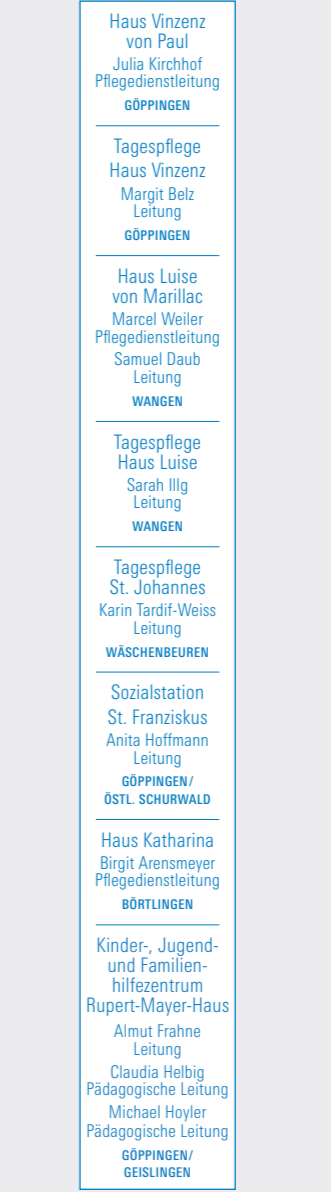 Haus Vinzenz
von Paul
Julia Kirchhof
Pflegedienstleitung
GÖPPINGEN
Tagespflege
Haus Vinzenz
Margit Belz
Leitung
GÖPPINGEN
Haus Luise
von Marillac
Marcel Weiler
Pflegedienstleitung
Samuel Daub
Leitung
WANGEN
Tagespflege
Haus Luise
Sarah Illg
Leitung
WANGEN
Tagespflege
St. Johannes
Karin Tardif-Weiss
Leitung
WÄSCHENBEUREN
Sozialstation
St. Franziskus
Anita Hoffmann
Leitung
GÖPPINGEN/
ÖSTL. SCHURWALD
Haus Katharina
Birgit Arensmeyer
Pflegedienstleitung
BÖRTLINGEN
Kinder-, Jugend-
und Familien-
hilfezentrum
Rupert-Mayer-Haus
Almut Frahne
Leitung
Claudia Helbig
Pädagogische Leitung
Michael Hoyler
Pädagogische Leitung
GÖPPINGEN/
GEISLINGEN